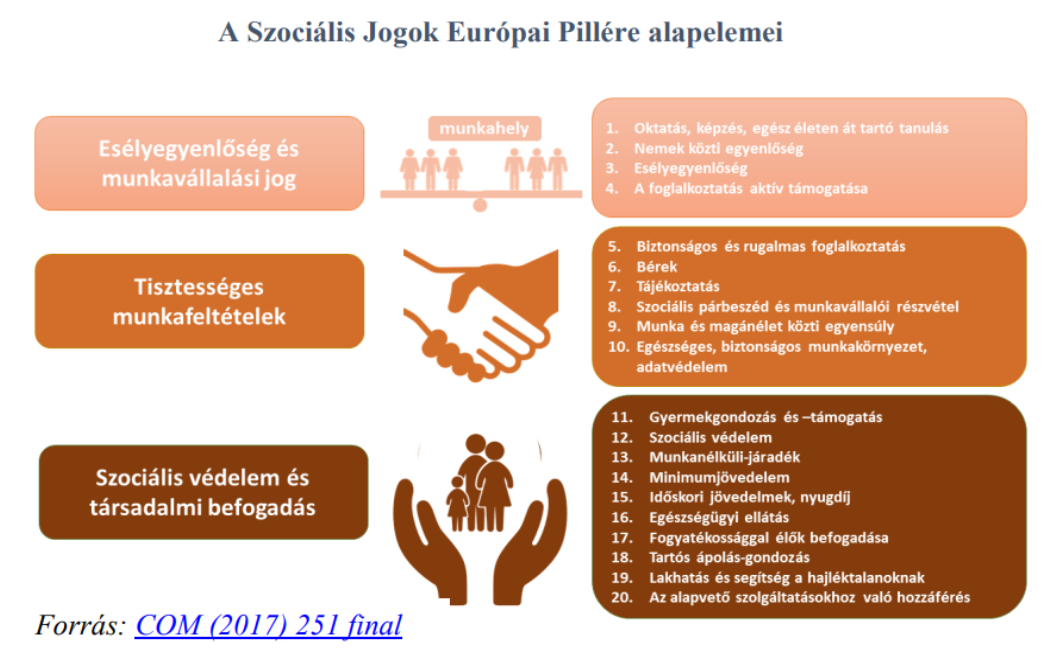 A Szociális Jogok Európai Pillére alapelemei
Esélyegyenlőség és
munkavállalási jog
munkahely
1. Oktatás, képzés, egész életen át tartó tanulás
2. Nemek közti egyenlőség
3. Esélyegyenlőség
4. A foglalkoztatás aktív támogatása
Tisztességes
munkafeltételek
5. Biztonságos és rugalmas foglalkoztatás
6. Bérek
7. Tájékoztatás
8. Szociális párbeszéd és munkavállalói részvétel
9. Munka és magánélet közti egyensúly
10. Egészséges, biztonságos munkakörnyezet,
adatvédelem
Szociális védelem és
társadalmi befogadás
11. Gyermekgondozás és –támogatás
12. Szociális védelem
13. Munkanélküli-járadék
14. Minimumjövedelem
15. Időskori jövedelmek, nyugdíj
16. Egészségügyi ellátás
17. Fogyatékossággal élők befogadása
18. Tartós ápolás-gondozás
19. Lakhatás és segítség a hajléktalanoknak
20. Az alapvető szolgáltatásokhoz való hozzáférés
Forrás: COM (2017) 251 final